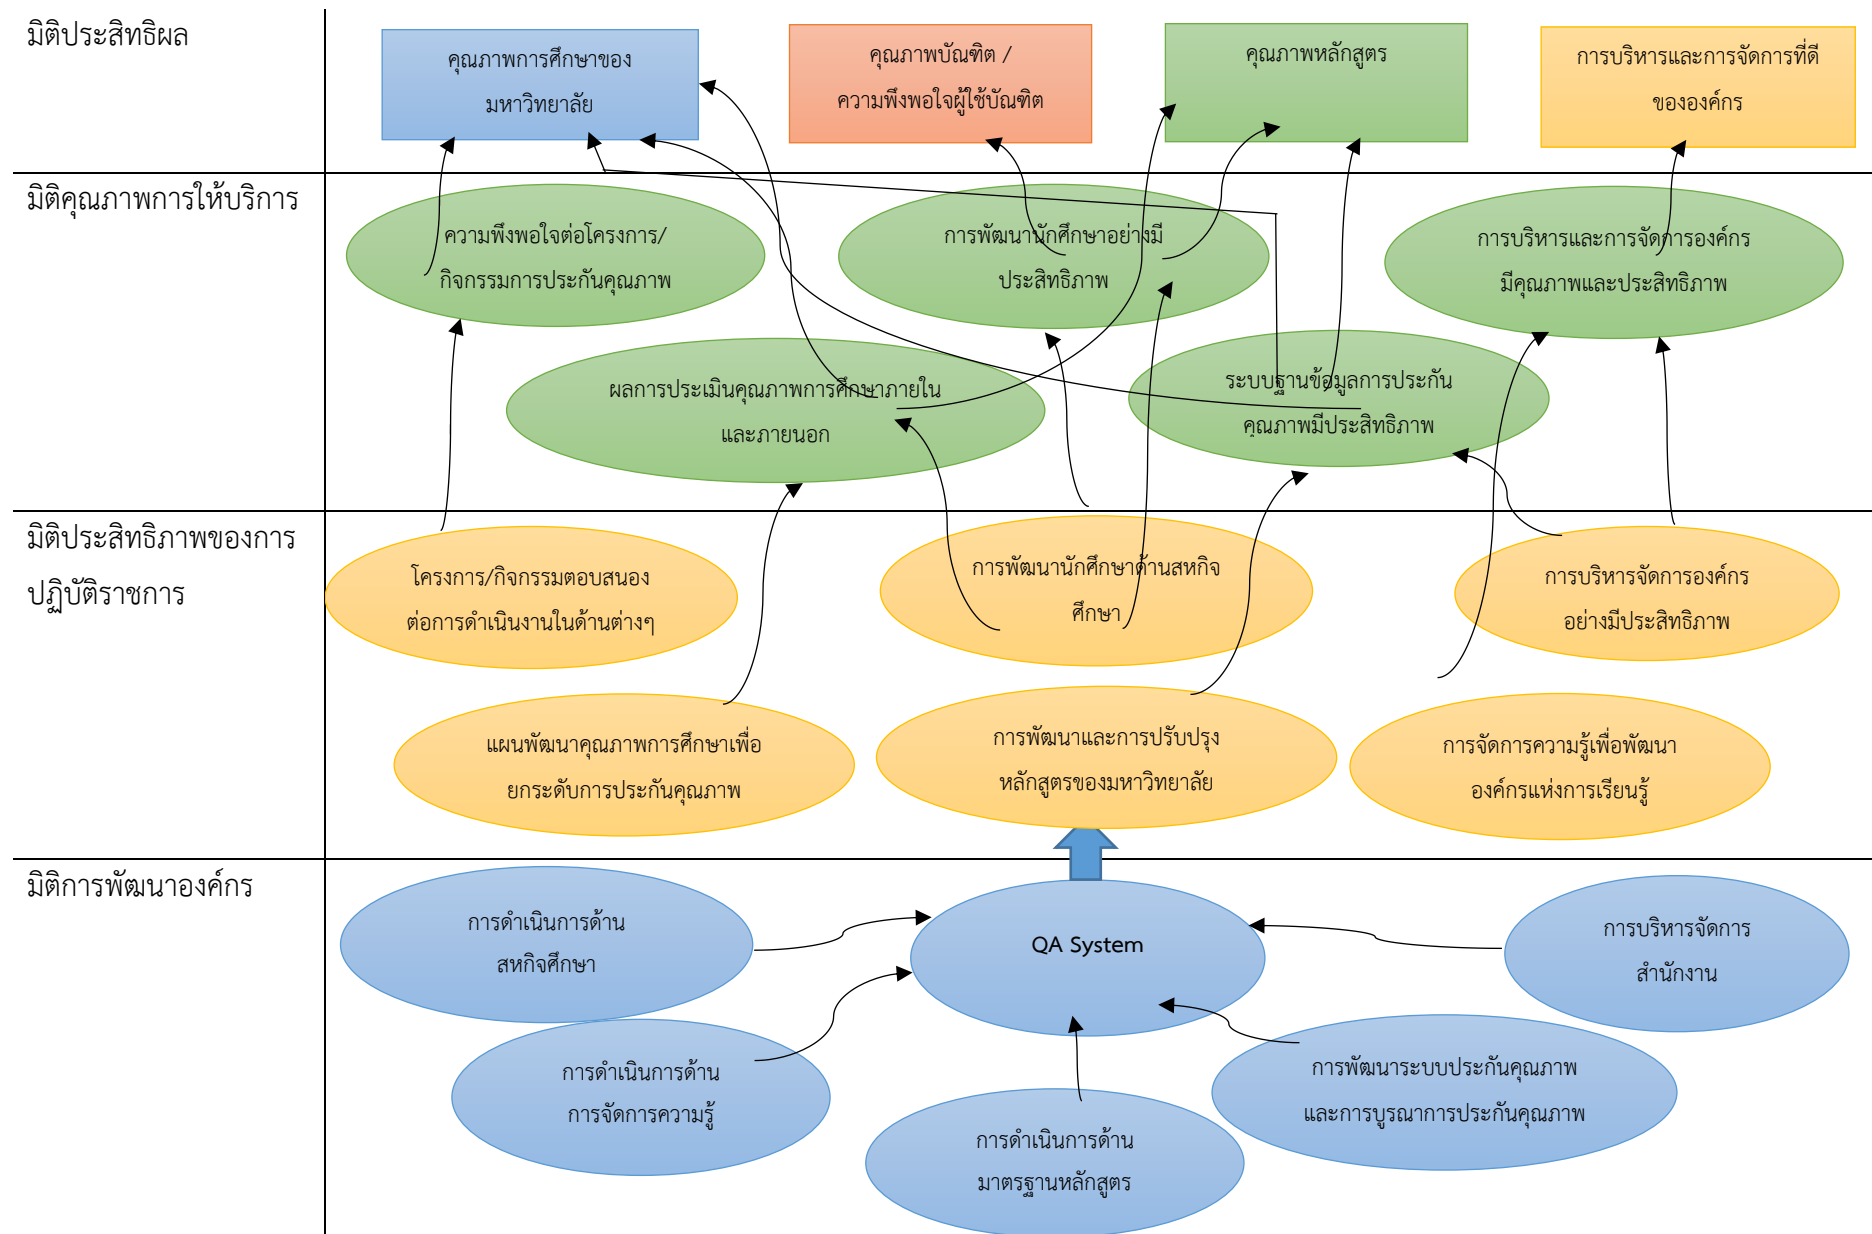 มิติประสิทธิผล
คุณภาพการศึกษาของ
มหาวิทยาลัย
คุณภาพบัณฑิต /
ความพึงพอใจผู้ใช้บัณฑิต
คุณภาพหลักสูตร
การบริหารและการจัดการที่ดี
ขององค์กร
มิติคุณภาพการให้บริการ
ความพึงพอใจต่อโครงการ/
กิจกรรมการประกันคุณภาพ
การพัฒนานักศึกษาอย่างมี
ประสิทธิภาพ
การบริหารและการจัดการองค์กร
มีคุณภาพและประสิทธิภาพ
ผลการประเมินคุณภาพการศึกษาภายใน
และภายนอก
ระบบฐานข้อมูลการประกัน
คุณภาพมีประสิทธิภาพ
มิติประสิทธิภาพของการ
ปฏิบัติราชการ
โครงการ/กิจกรรมตอบสนอง
ต่อการดำเนินงานในด้านต่างๆ
การพัฒนานักศึกษาด้านสหกิจ
ศึกษา
การบริหารจัดการองค์กร
อย่างมีประสิทธิภาพ
แผนพัฒนาคุณภาพการศึกษาเพื่อ
ยกระดับการประกันคุณภาพ
การพัฒนาและการปรับปรุง
หลักสูตรของมหาวิทยาลัย
การจัดการความรู้เพื่อพัฒนา
องค์กรแห่งการเรียนรู้
มิติการพัฒนาองค์กร
การดำเนินการด้าน
สหกิจศึกษา
QA System
การบริหารจัดการ
สำนักงาน
การดำเนินการด้าน
การจัดการความรู้
การดำเนินการด้าน
มาตรฐานหลักสูตร
การพัฒนาระบบประกันคุณภาพ
และการบูรณาการประกันคุณภาพ